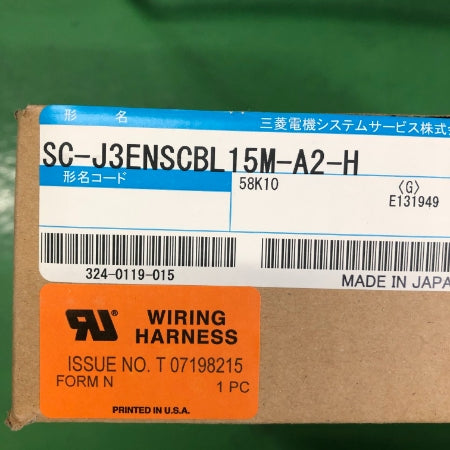 形 名
三菱電機システムサービス株式会
SC-J3ENSCBL15M-A2-H
形名コード
58K10
〈G〉
E131949
324-0119-015
MADE IN JAPA
WIRING
HARNESS
ISSUE NO. T 07198215
FORM N
1 PC
PRINTED IN U.S.A.